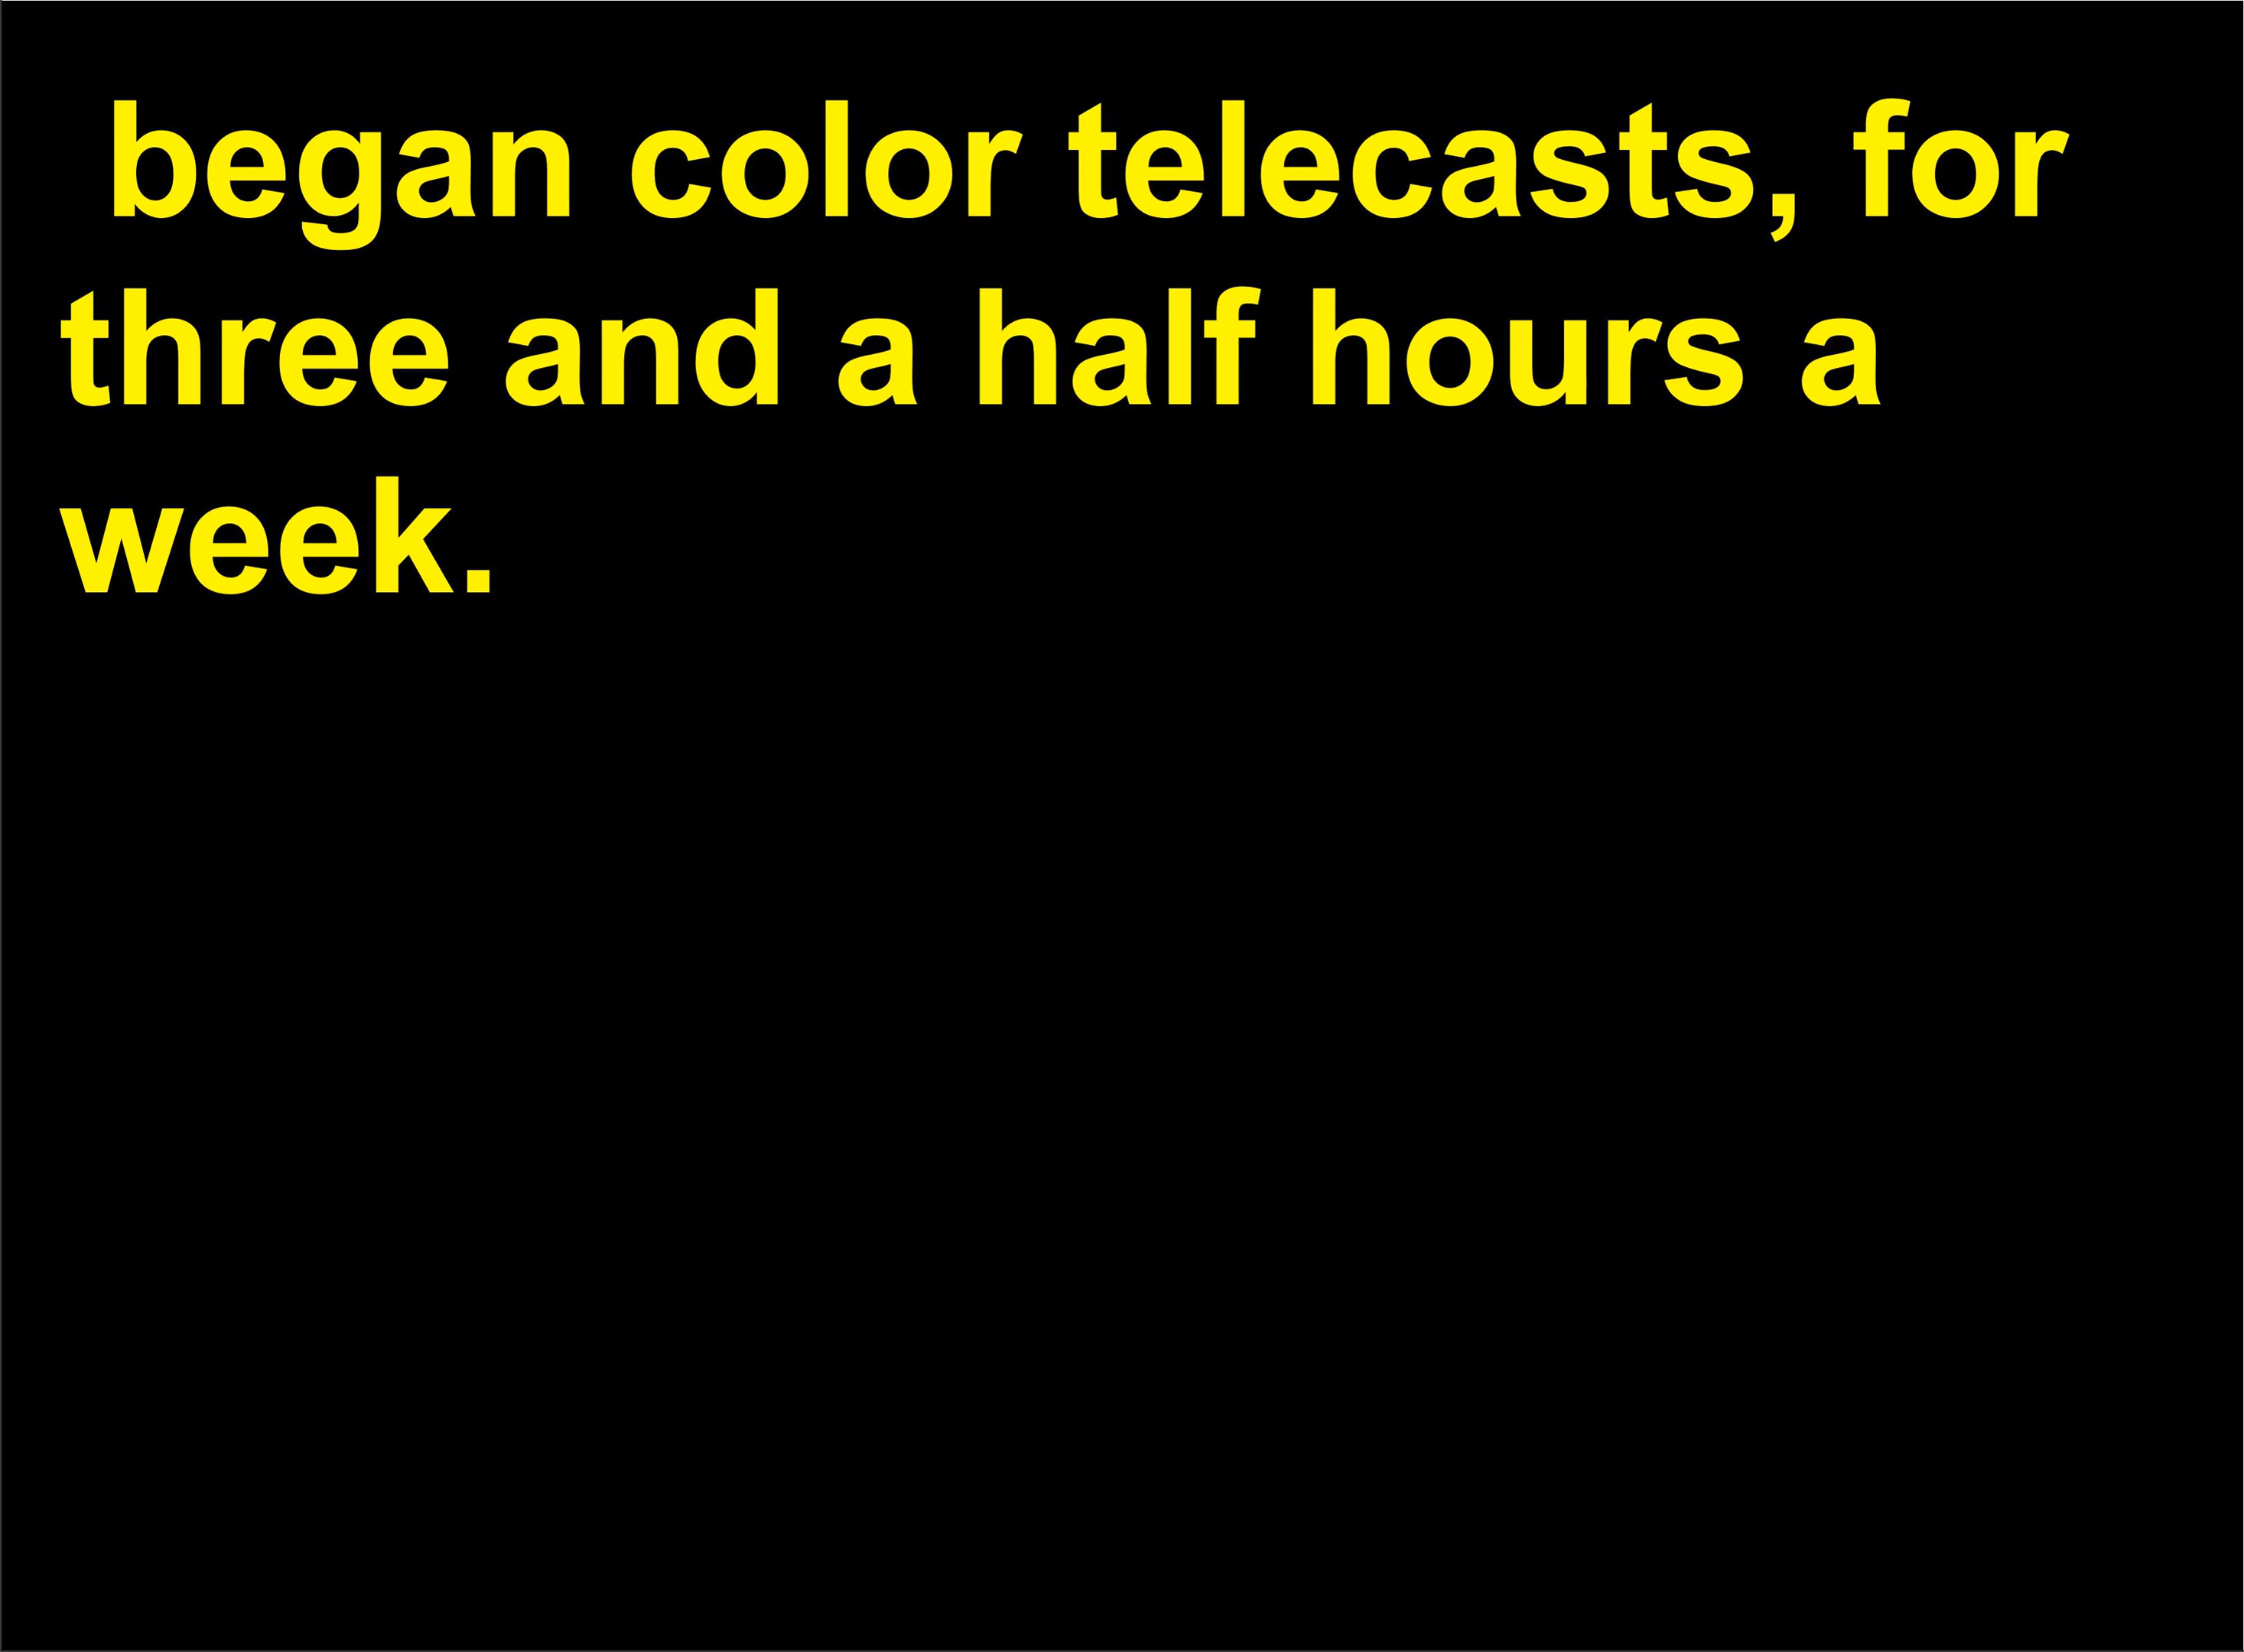 began color telecasts, for
three and a half hours a
week.